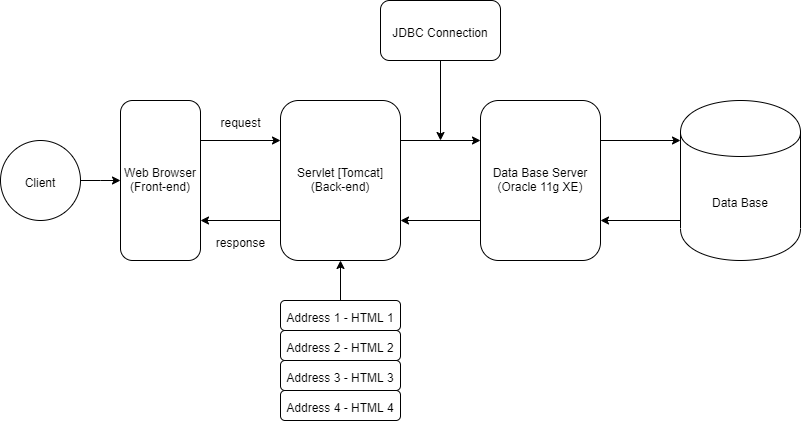 JDBC Connection
request
Client
Web Browser
(Front-end)
Servlet [Tomcat]
(Back-end)
Data Base Server
(Oracle 11g XE)
Data Base
response
Address 1 - HTML 1
Address 2 - HTML 2
Address 3 - HTML 3
Address 4 - HTML 4